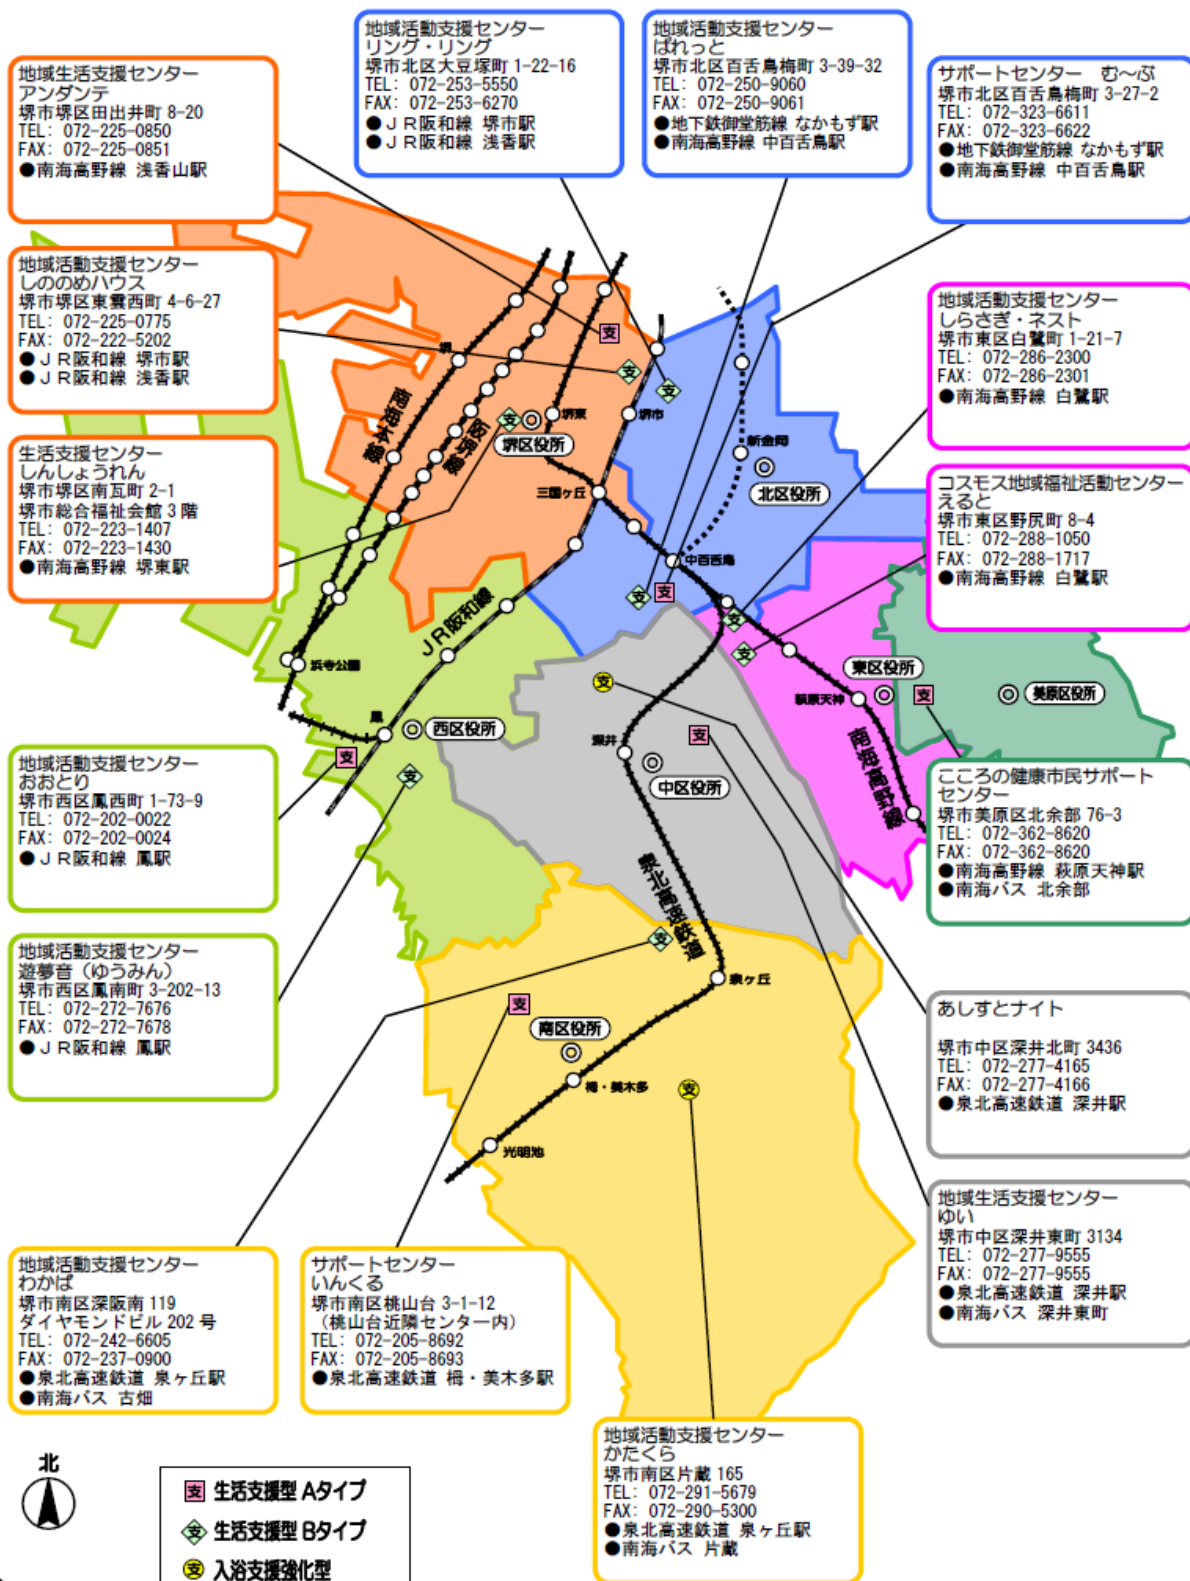 地域活動支援センター
リング・リング
堺市北区大豆塚町 1-22-16
TEL: 072-253-5550
FAX: 072-253-6270
●ＪＲ阪和線 堺市駅
●ＪＲ阪和線 浅香駅
地域活動支援センター
ぱれっと
堺市北区百舌鳥梅町 3-39-32
TEL: 072-250-9060
FAX: 072-250-9061
●地下鉄御堂筋線 なかもず駅
●南海高野線 中百舌鳥駅
サポートセンター む～ぶ
堺市北区百舌鳥梅町 3-27-2
TEL: 072-323-6611
FAX: 072-323-6622
●地下鉄御堂筋線 なかもず駅
●南海高野線 中百舌鳥駅
地域生活支援センター
アンダンテ
堺市堺区田出井町 8-20
TEL: 072-225-0850
FAX: 072-225-0851
●南海高野線 浅香山駅
地域活動支援センター
しののめハウス
堺市堺区東雲西町 4-6-27
TEL: 072-225-0775
FAX: 072-222-5202
●ＪＲ阪和線 堺市駅
●ＪＲ阪和線 浅香駅
生活支援センター
しんしょうれん
堺市堺区南瓦町 2-1
堺市総合福祉会館 3 階
TEL: 072-223-1407
FAX: 072-223-1430
●南海高野線 堺東駅
地域活動支援センター
しらさぎ・ネスト
堺市東区白鷺町 1-21-7
TEL: 072-286-2300
FAX: 072-286-2301
●南海高野線 白鷺駅
コスモス地域福祉活動センター
えると
堺市東区野尻町 8-4
TEL: 072-288-1050
FAX: 072-288-1717
●南海高野線 白鷺駅
支
支
支
支
堺
南海本線
阪堺線
堺東
堺市
堺区役所
新金岡
北区役所
三国ヶ丘
中百舌鳥
支
支
支
支
ＪＲ阪和線
浜寺公園
鳳
西区役所
支
支
支
深井
支
中区役所
東区役所
萩原天神
支
美原区役所
南海高野線
泉北高速鉄道
支
泉ヶ丘
支
南区役所
栂・美木多
支
光明池
地域活動支援センター
おおとり
堺市西区鳳西町 1-73-9
TEL: 072-202-0022
FAX: 072-202-0024
●ＪＲ阪和線 鳳駅
地域活動支援センター
遊夢音（ゆうみん）
堺市西区鳳南町 3-202-13
TEL: 072-272-7676
FAX: 072-272-7678
●ＪＲ阪和線 鳳駅
こころの健康市民サポート
センター
堺市美原区北余部 76-3
TEL: 072-362-8620
FAX: 072-362-8620
●南海高野線 萩原天神駅
●南海バス 北余部
あしすとナイト
堺市中区深井北町 3436
TEL: 072-277-4165
FAX: 072-277-4166
●泉北高速鉄道 深井駅
地域生活支援センター
ゆい
堺市中区深井東町 3134
TEL: 072-277-9555
FAX: 072-277-9555
●泉北高速鉄道 深井駅
●南海バス 深井東町
地域活動支援センター
わかば
堺市南区深阪南 119
ダイヤモンドビル 202 号
TEL: 072-242-6605
FAX: 072-237-0900
●泉北高速鉄道 泉ヶ丘駅
●南海バス 古畑
サポートセンター
いんくる
堺市南区桃山台 3-1-12
（桃山台近隣センター内）
TEL: 072-205-8692
FAX: 072-205-8693
●泉北高速鉄道 栂・美木多駅
地域活動支援センター
かたくら
堺市南区片蔵 165
TEL: 072-291-5679
FAX: 072-290-5300
●泉北高速鉄道 泉ヶ丘駅
●南海バス 片蔵
北
支 生活支援型 Aタイプ
支 生活支援型 Bタイプ
支 入浴支援強化型